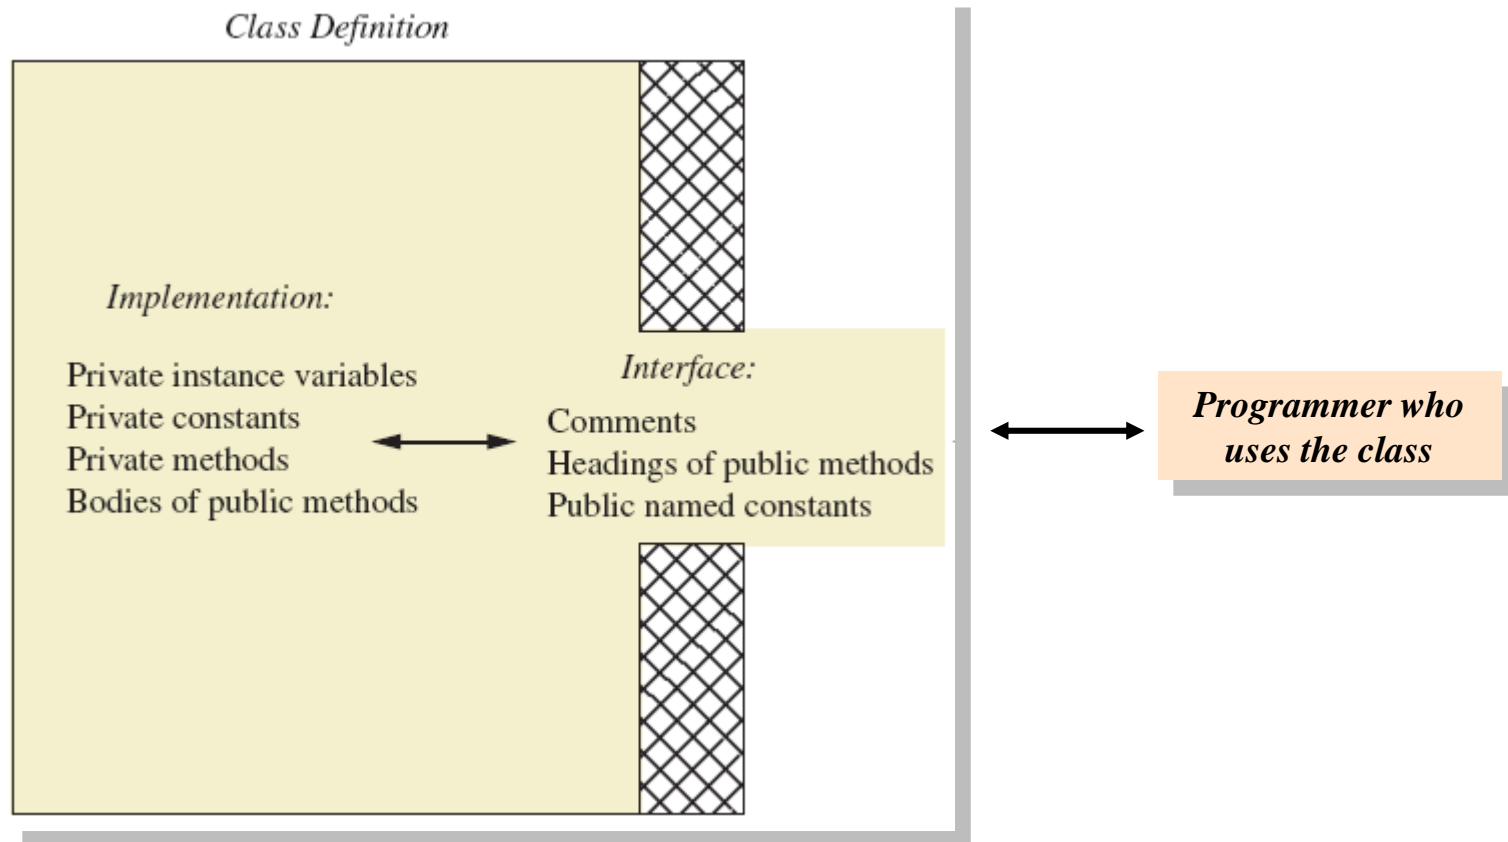 Class Definition
Implementation:
Private instance variables
Private constants
Private methods
Bodies of public methods
Interface:
Comments
Headings of public methods
Public named constants
Programmer who
uses the class